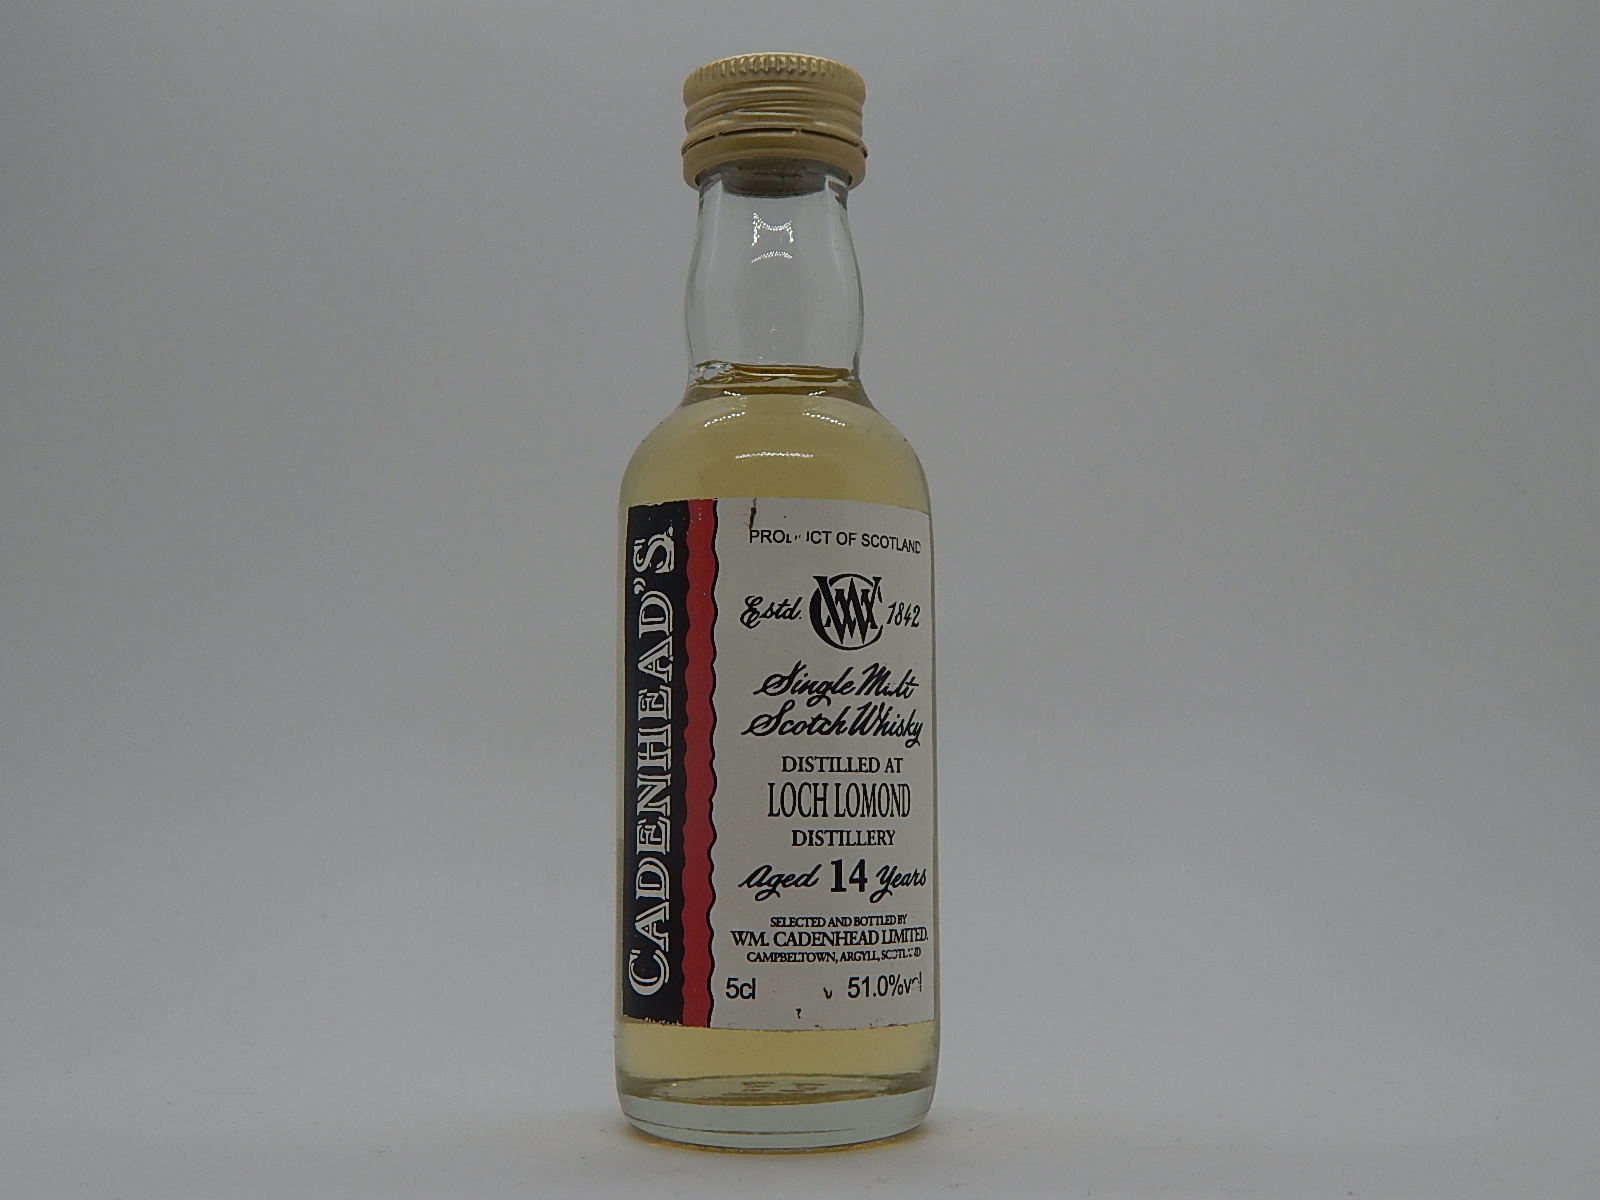 CADENHEAD'S
PRODUCT OF SCOTLAND
Estd. WC 1842
Single Malt
Scotch Whisky
DISTILLED AT
LOCH LOMOND
DISTILLERY
Aged 14 Years
SELECTED AND BOTTLED BY
WM. CADENHEAD LIMITED.
CAMPBELTOWN, ARGYLL, SCOTLAND
5cl 51.0%vol